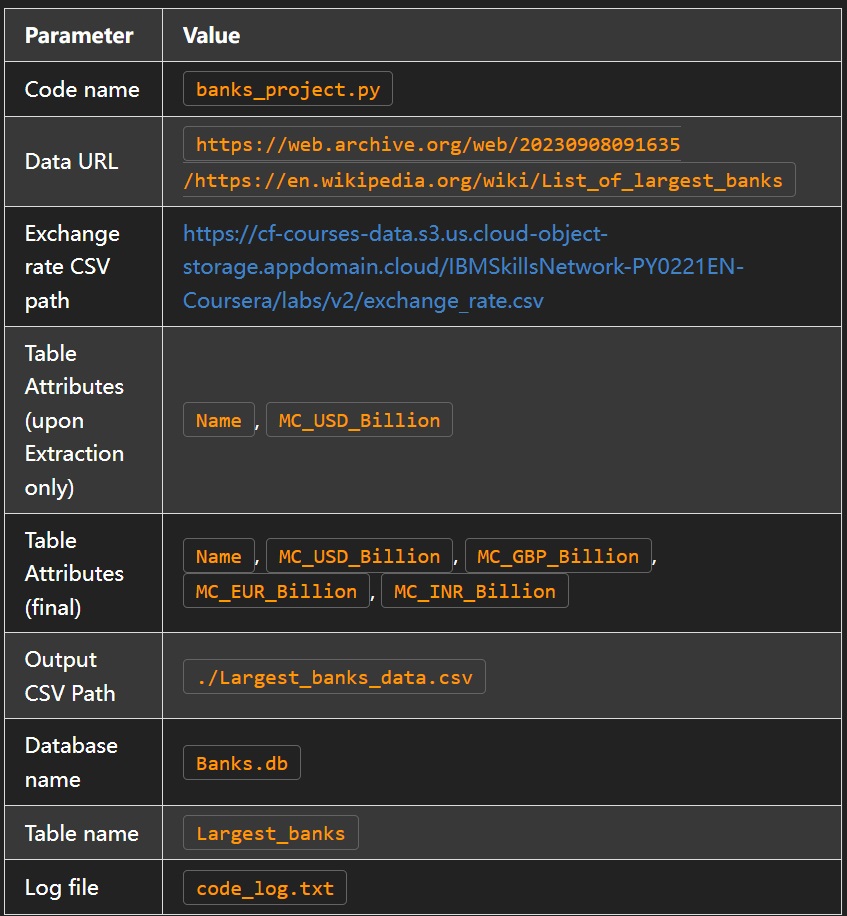 Parameter Value
Code name banks_project.py
Data URL
https://web.archive.org/web/20230908091635
/https://en.wikipedia.org/wiki/List_of_largest_banks
Exchange
rate CSV
path
https://cf-courses-data.s3.us.cloud-object-
storage.appdomain.cloud/IBMSkillsNetwork-PY0221EN-
Coursera/labs/v2/exchange_rate.csv
Table
Attributes
(upon
Extraction
only)
Name, MC_USD_Billion
Table
Attributes
(final)
Name, MC_USD_Billion, MC_GBP_Billion,
MC_EUR_Billion, MC_INR_Billion
Output
CSV Path
./Largest_banks_data.csv
Database
name
Banks.db
Table name Largest_banks
Log file code_log.txt